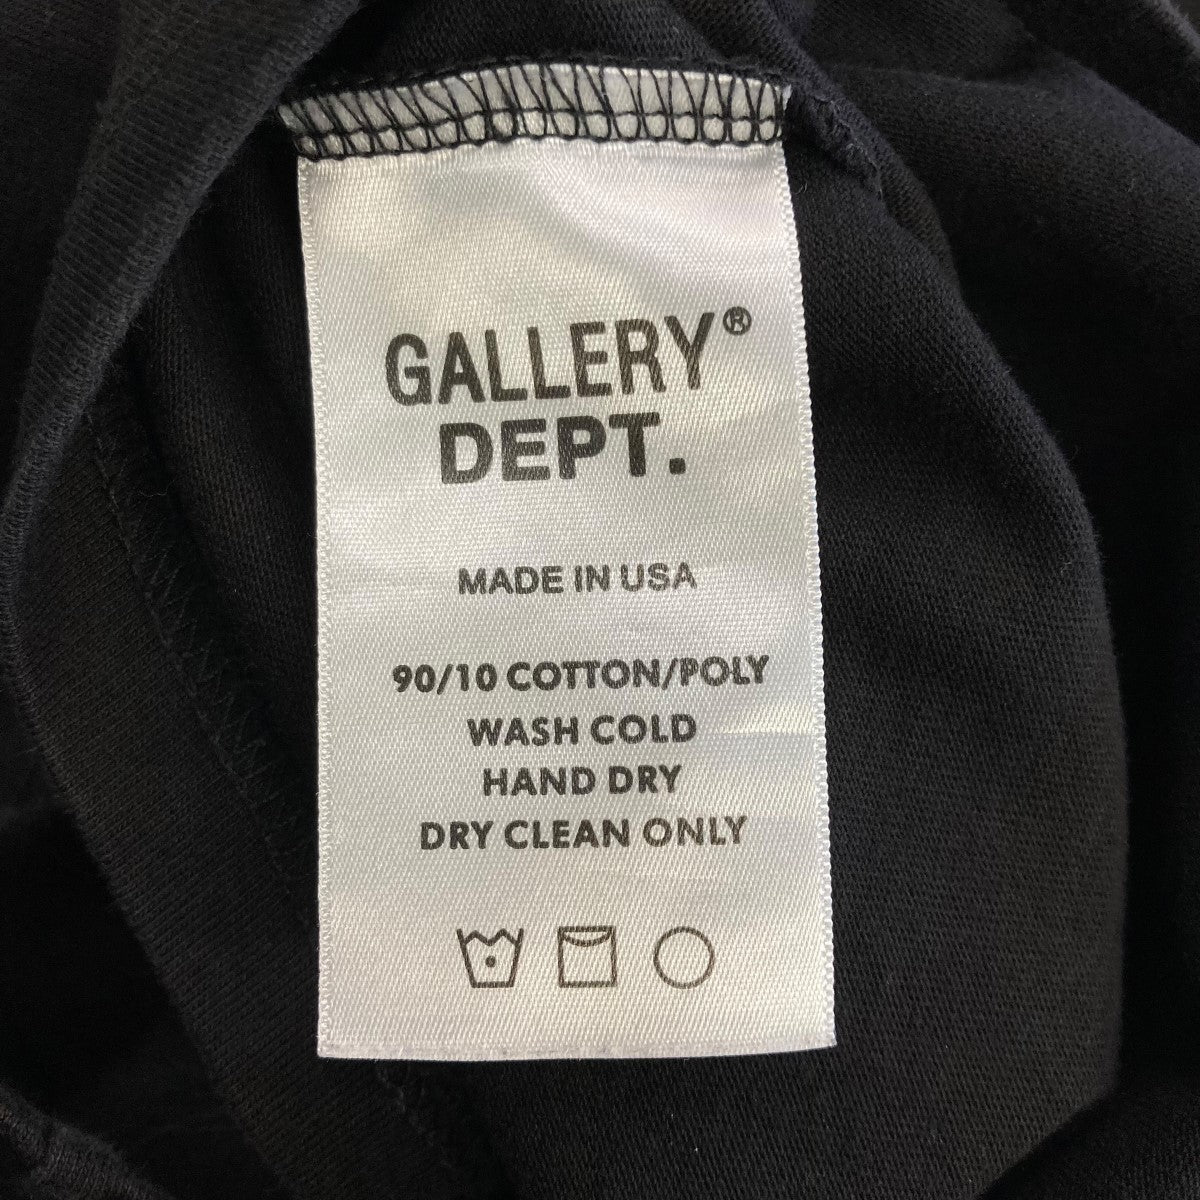 GALLERY®
DEPT.
MADE IN USA
90/10 COTTON/POLY
WASH COLD
HAND DRY
DRY CLEAN ONLY